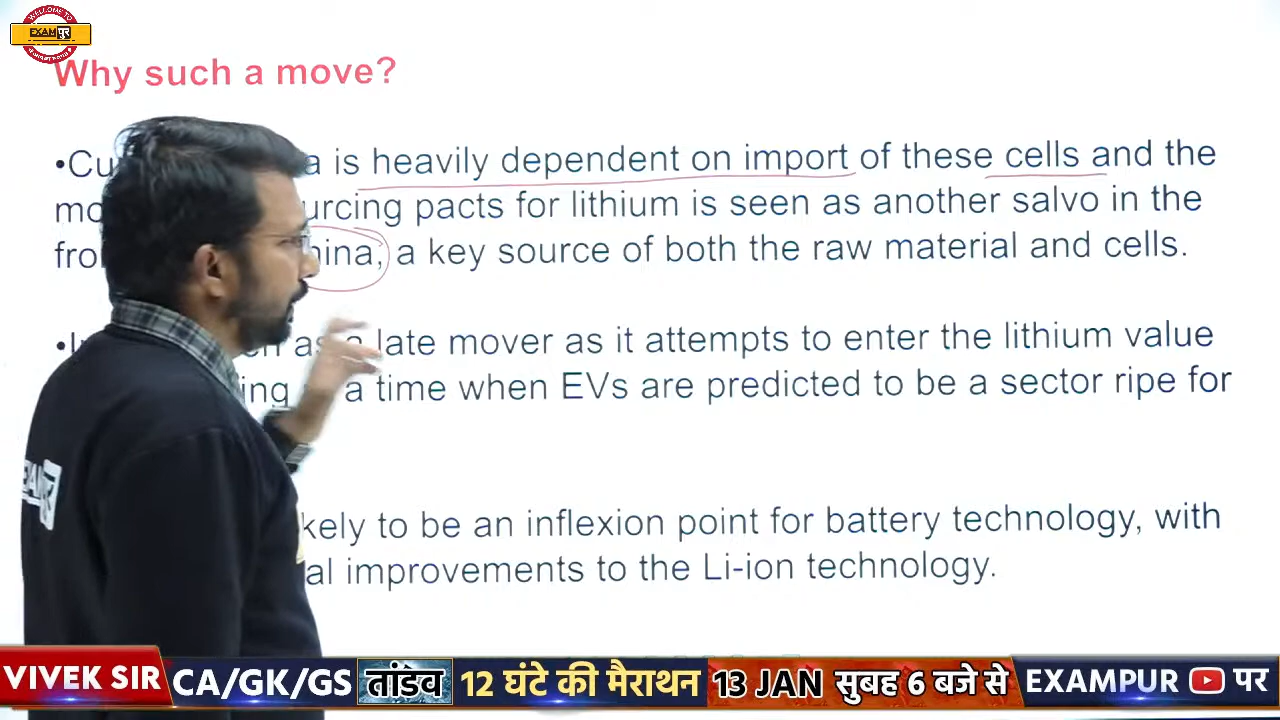 WELCOME TO
EXAMपुर
Why such a move?
•Cu a is heavily dependent on import of these cells and the
mo urcing pacts for lithium is seen as another salvo in the
fro hina, a key source of both the raw material and cells.
•I as a late mover as it attempts to enter the lithium value
ing a time when EVs are predicted to be a sector ripe for
kely to be an inflexion point for battery technology, with
al improvements to the Li-ion technology.
VIVEK SIR CA/GK/GS तांडव 12 घंटे की मैराथन 13 JAN सुबह 6 बजे से EXAMPUR पर